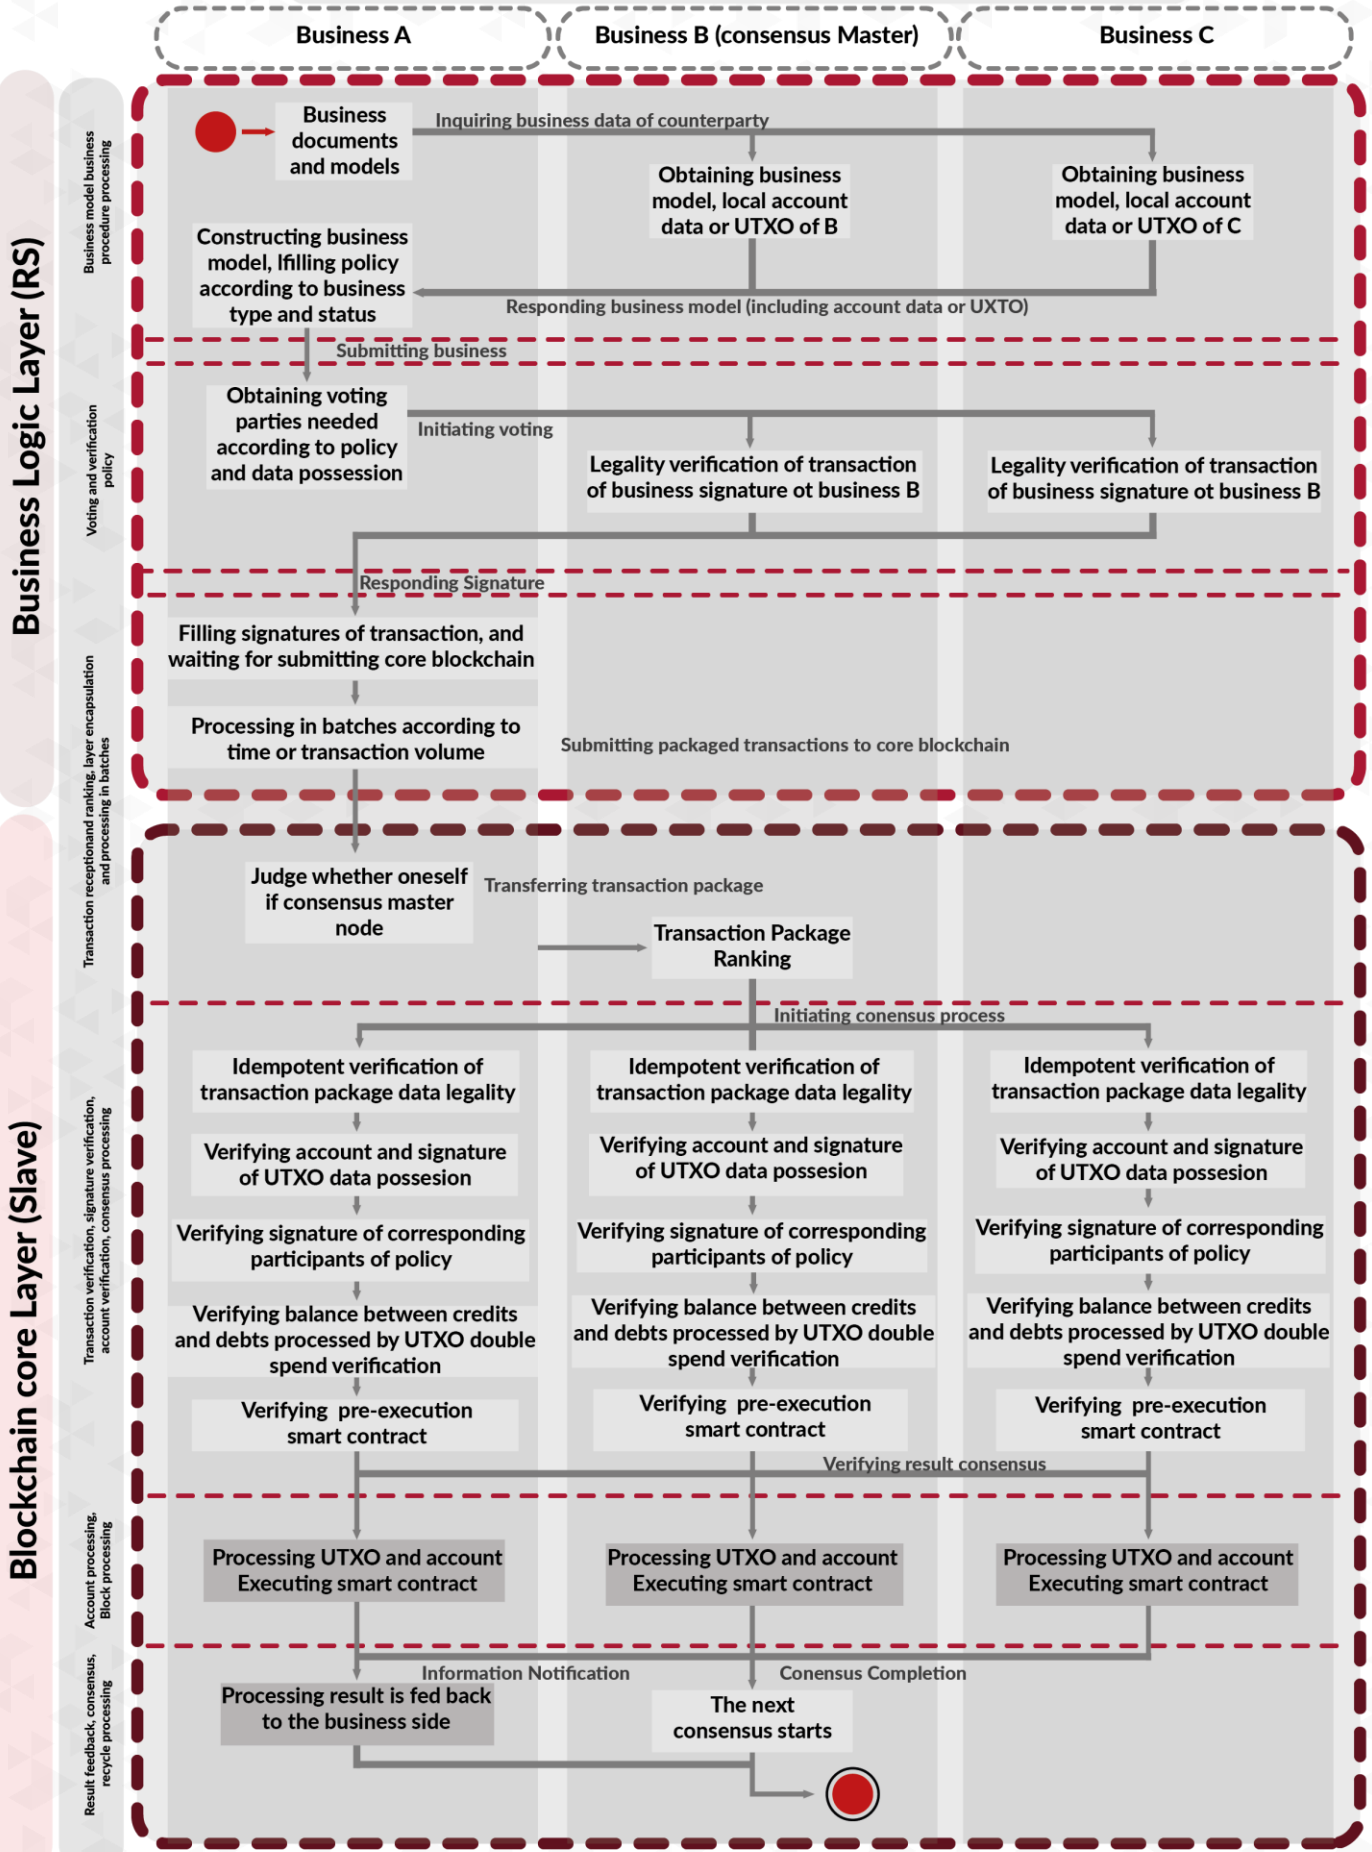 Business A
Business B (consensus Master)
Business C
Business Logic Layer (RS)
Business model business
procedure processing
Business
documents
and models
Inquiring business data of counterparty
Obtaining business
model, local account
data or UTXO of B
Obtaining business
model, local account
data or UTXO of C
Constructing business
model, lfilling policy
according to business
type and status
Responding business model (including account data or UXTO)
Submitting business
Voting and verification
policy
Obtaining voting
parties needed
according to policy
and data possession
Initiating voting
Legality verification of transaction
of business signature ot business B
Legality verification of transaction
of business signature ot business B
Responding Signature
Transaction receptionand ranking, layer encapsulation
and processing in batches
Filling signatures of transaction, and
waiting for submitting core blockchain
Processing in batches according to
time or transaction volume
Submitting packaged transactions to core blockchain
Blockchain core Layer (Slave)
Judge whether oneself
if consensus master
node
Transferring transaction package
Transaction Package
Ranking
Initiating conensus process
Transaction verification, signature verification,
account verification, consensus processing
Idempotent verification of
transaction package data legality
Idempotent verification of
transaction package data legality
Idempotent verification of
transaction package data legality
Verifying account and signature
of UTXO data possesion
Verifying account and signature
of UTXO data possesion
Verifying account and signature
of UTXO data possesion
Verifying signature of corresponding
participants of policy
Verifying signature of corresponding
participants of policy
Verifying signature of corresponding
participants of policy
Verifying balance between credits
and debts processed by UTXO double
spend verification
Verifying balance between credits
and debts processed by UTXO double
spend verification
Verifying balance between credits
and debts processed by UTXO double
spend verification
Verifying pre-execution
smart contract
Verifying pre-execution
smart contract
Verifying pre-execution
smart contract
Verifying result consensus
Account processing,
Block processing
Processing UTXO and account
Executing smart contract
Processing UTXO and account
Executing smart contract
Processing UTXO and account
Executing smart contract
Result feedback, consensus,
recycle processing
Information Notification
Conensus Completion
Processing result is fed back
to the business side
The next
consensus starts